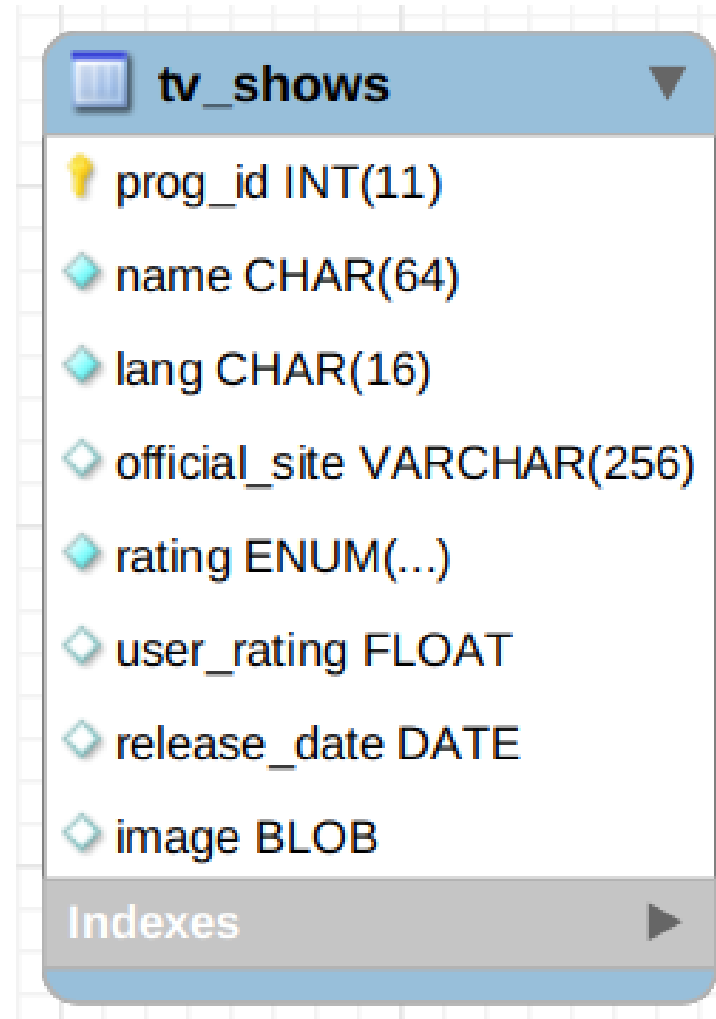 tv_shows
prog_id INT(11)
name CHAR(64)
lang CHAR(16)
official_site VARCHAR(256)
rating ENUM(...)
user_rating FLOAT
release_date DATE
image BLOB
Indexes